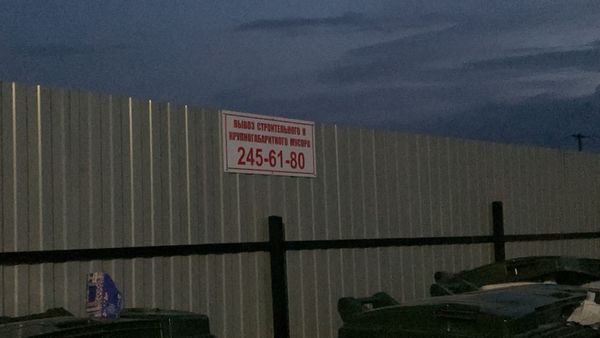 ВЫВОЗ СТРОИТЕЛЬНОГО И
КРУПНОГАБАРИТНОГО МУСОРА
245-61-80